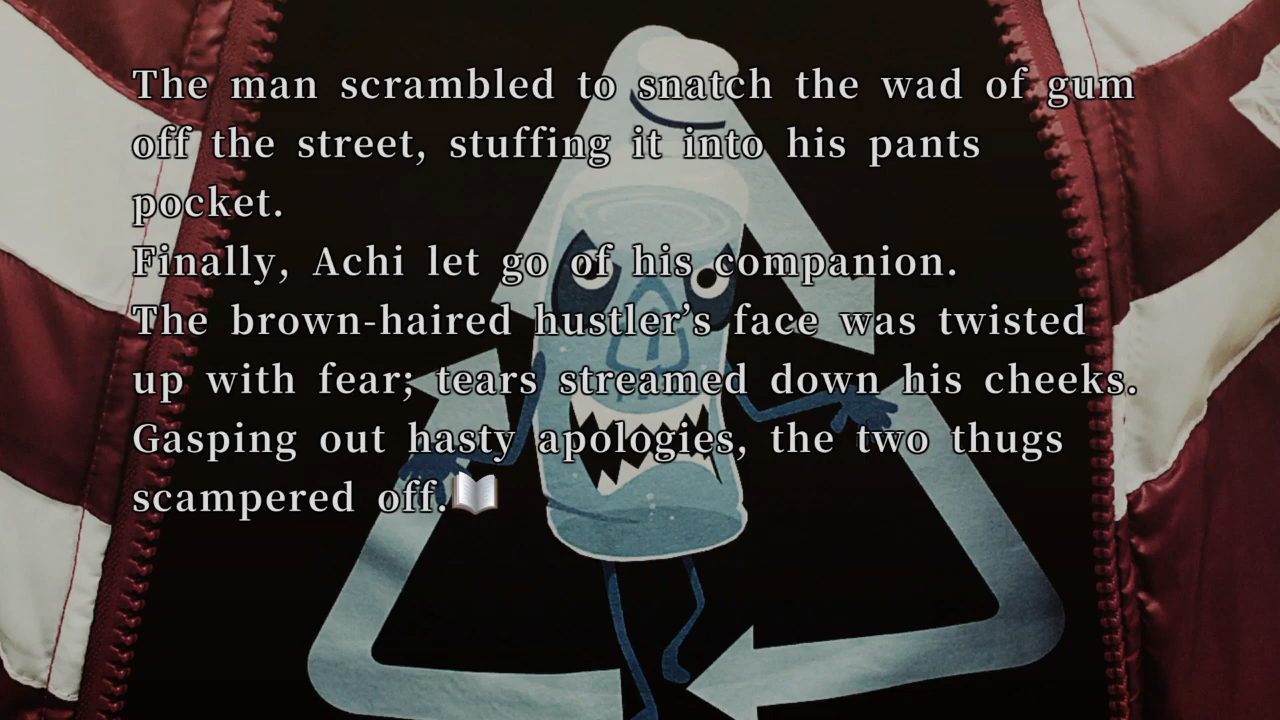 The man scrambled to snatch the wad of gum
off the street, stuffing it into his pants
pocket.
Finally, Achi let go of his companion.
The brown-haired hustler’s face was twisted
up with fear; tears streamed down his cheeks.
Gasping out hasty apologies, the two thugs
scampered off.